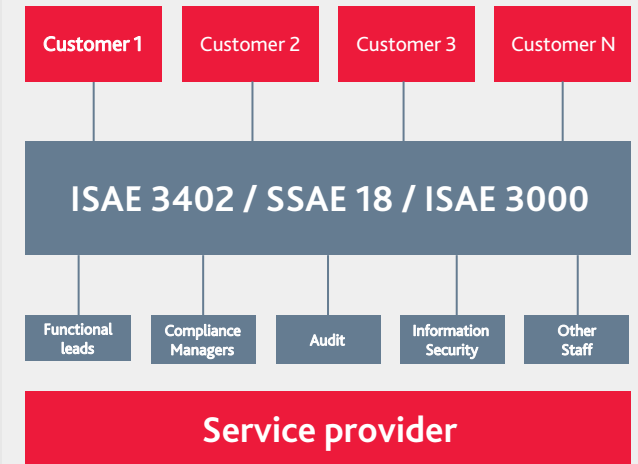 Customer 1
Customer 2
Customer 3
Customer N
ISAE 3402 / SSAE 18 / ISAE 3000
Functional
leads
Compliance
Managers
Audit
Information
Security
Other
Staff
Service provider